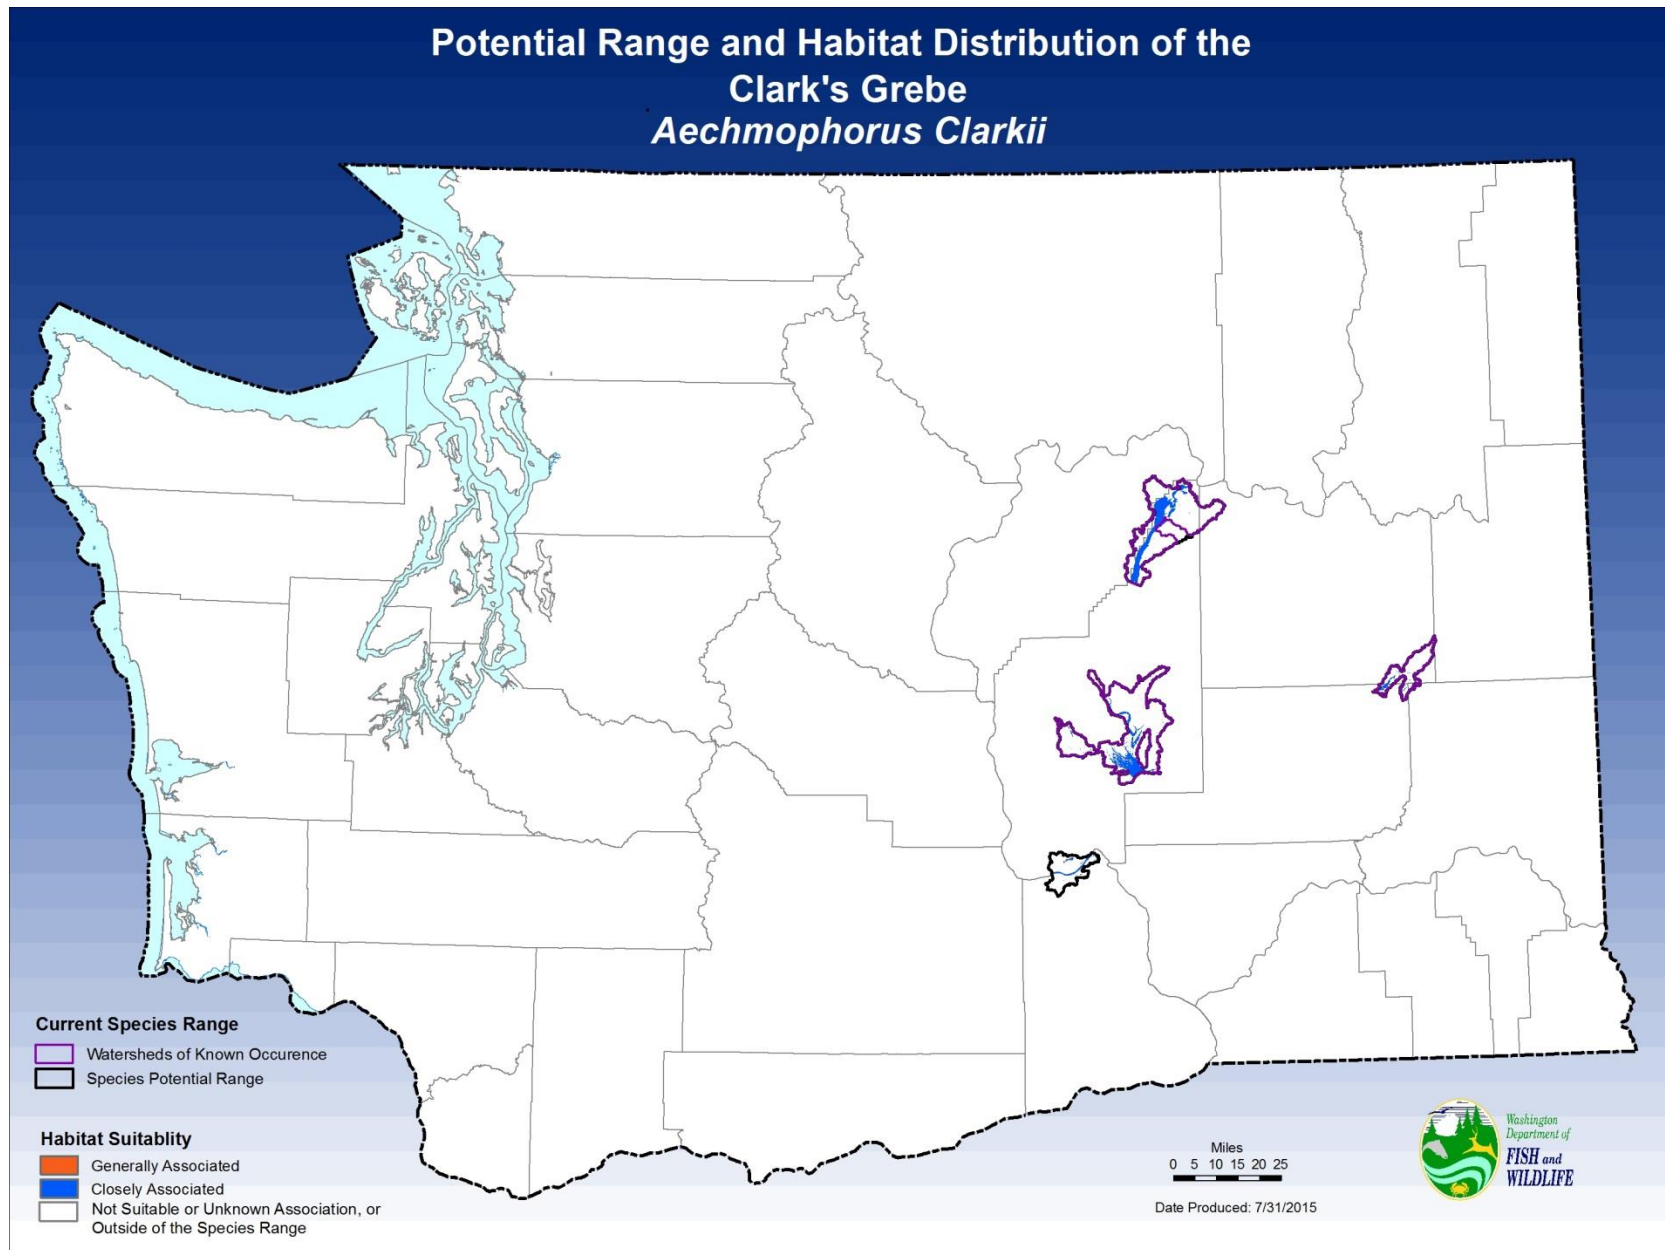 Potential Range and Habitat Distribution of the
Clark's Grebe
Aechmophorus Clarkii
Current Species Range
Watersheds of Known Occurence
Species Potential Range
Habitat Suitablity
Generally Associated
Closely Associated
Not Suitable or Unknown Association, or
Outside of the Species Range
Miles
0 5 10 15 20 25
Date Produced: 7/31/2015
Washington
Department of
FISH and
WILDLIFE